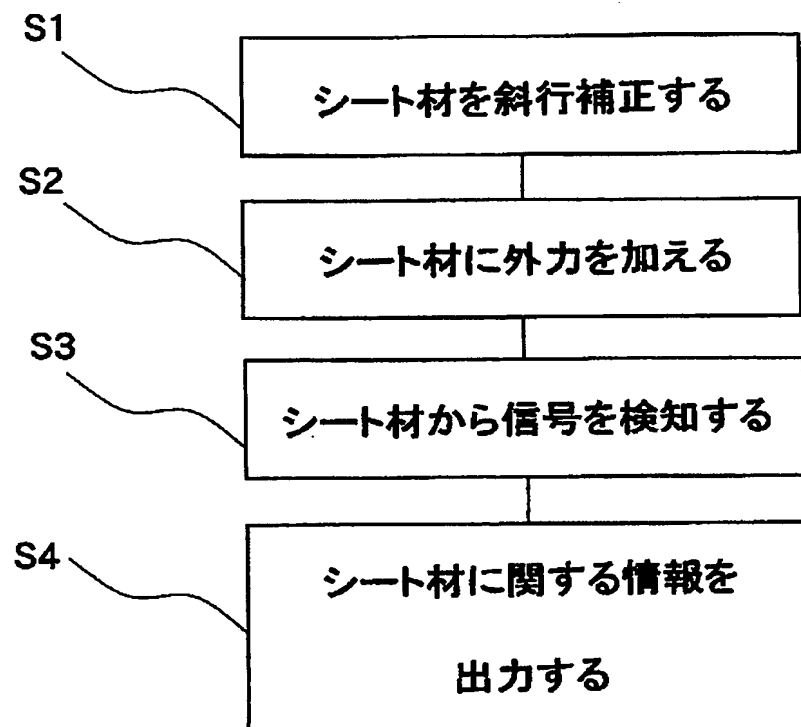 S1
シート材を斜行補正する
S2
シート材に外力を加える
S3
シート材から信号を検知する
S4
シート材に関する情報を
出力する